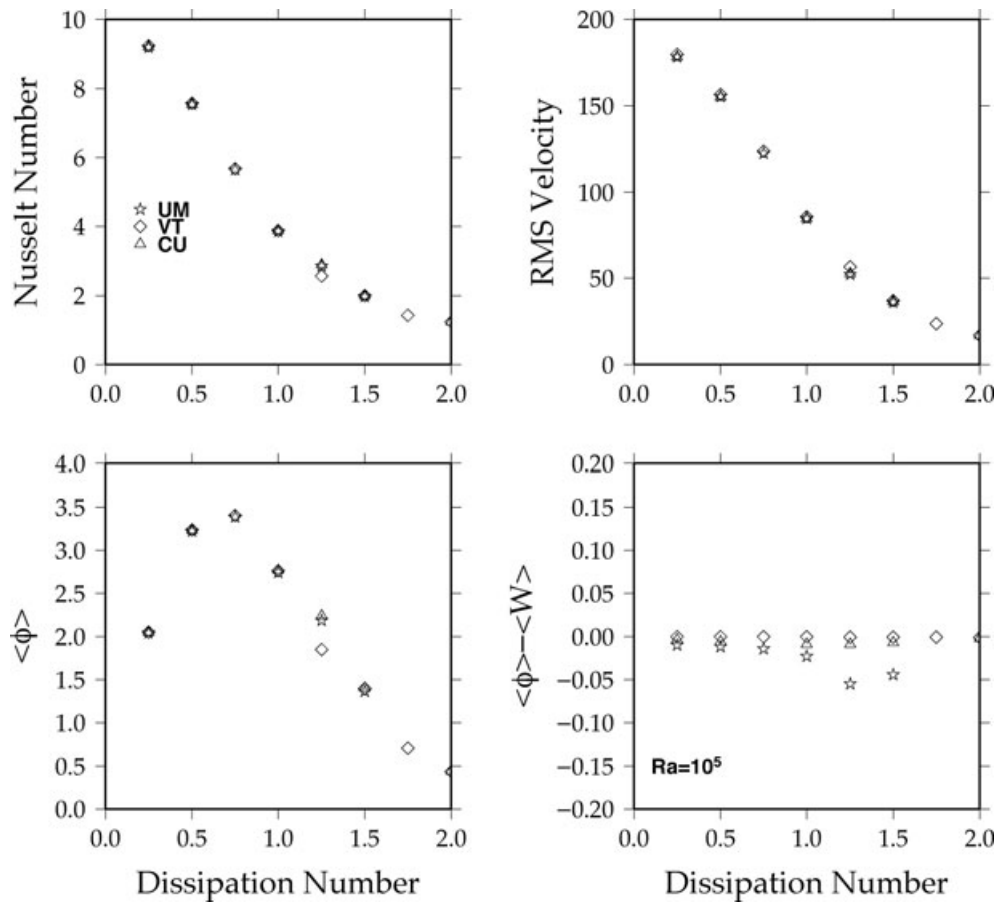 Nusselt Number
10
8
6
4
2
0
UM
VT
CU
0.0 0.5 1.0 1.5 2.0
RMS Velocity
200
150
100
50
0
0.0 0.5 1.0 1.5 2.0
<ϕ>
4.0
3.5
3.0
2.5
2.0
1.5
1.0
0.5
0.0
0.0 0.5 1.0 1.5 2.0
Dissipation Number
<ϕ>–<W>
0.20
0.15
0.10
0.05
0.00
−0.05
−0.10
−0.15
−0.20
Ra=10⁵
0.0 0.5 1.0 1.5 2.0
Dissipation Number